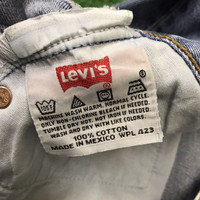 LEVI'S
MACHINE WASH WARM. NORMAL CYCLE.
ONLY NON-CHLORINE BLEACH IF NEEDED.
TUMBLE DRY HOT. NOT IRON IF NEEDED.
WASH AND DRY WITH LIKE COLORS.
100% COTTON
MADE IN MEXICO WPL 423